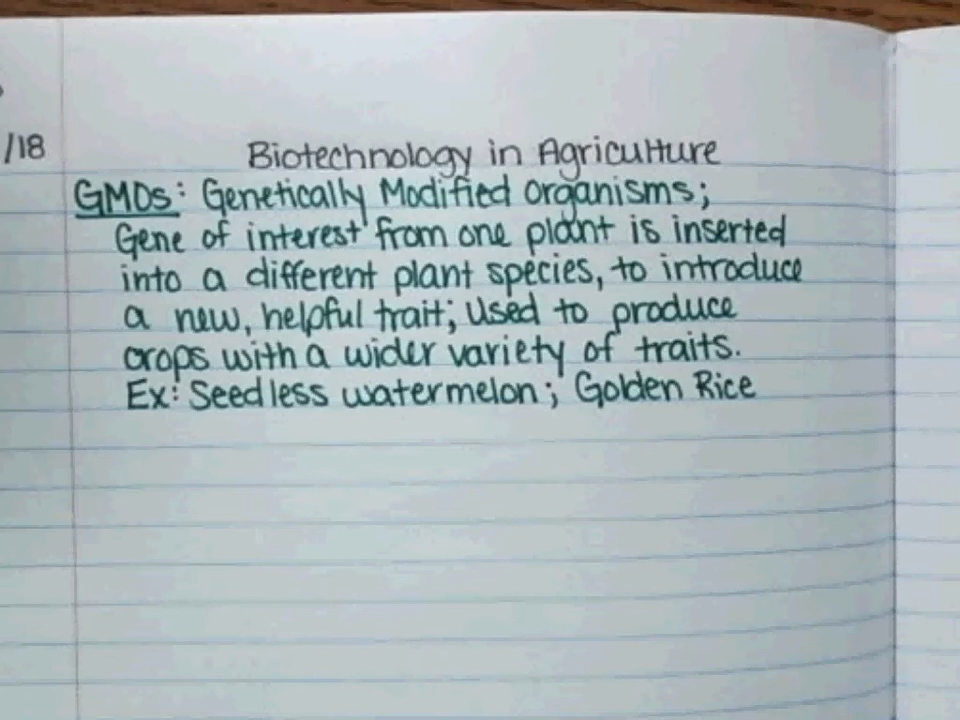 /18
Biotechnology in Agriculture
GMOs: Genetically Modified Organisms;
Gene of interest from one plant is inserted
into a different plant species, to introduce
a new, helpful trait; Used to produce
crops with a wider variety of traits.
Ex: Seedless watermelon; Golden Rice